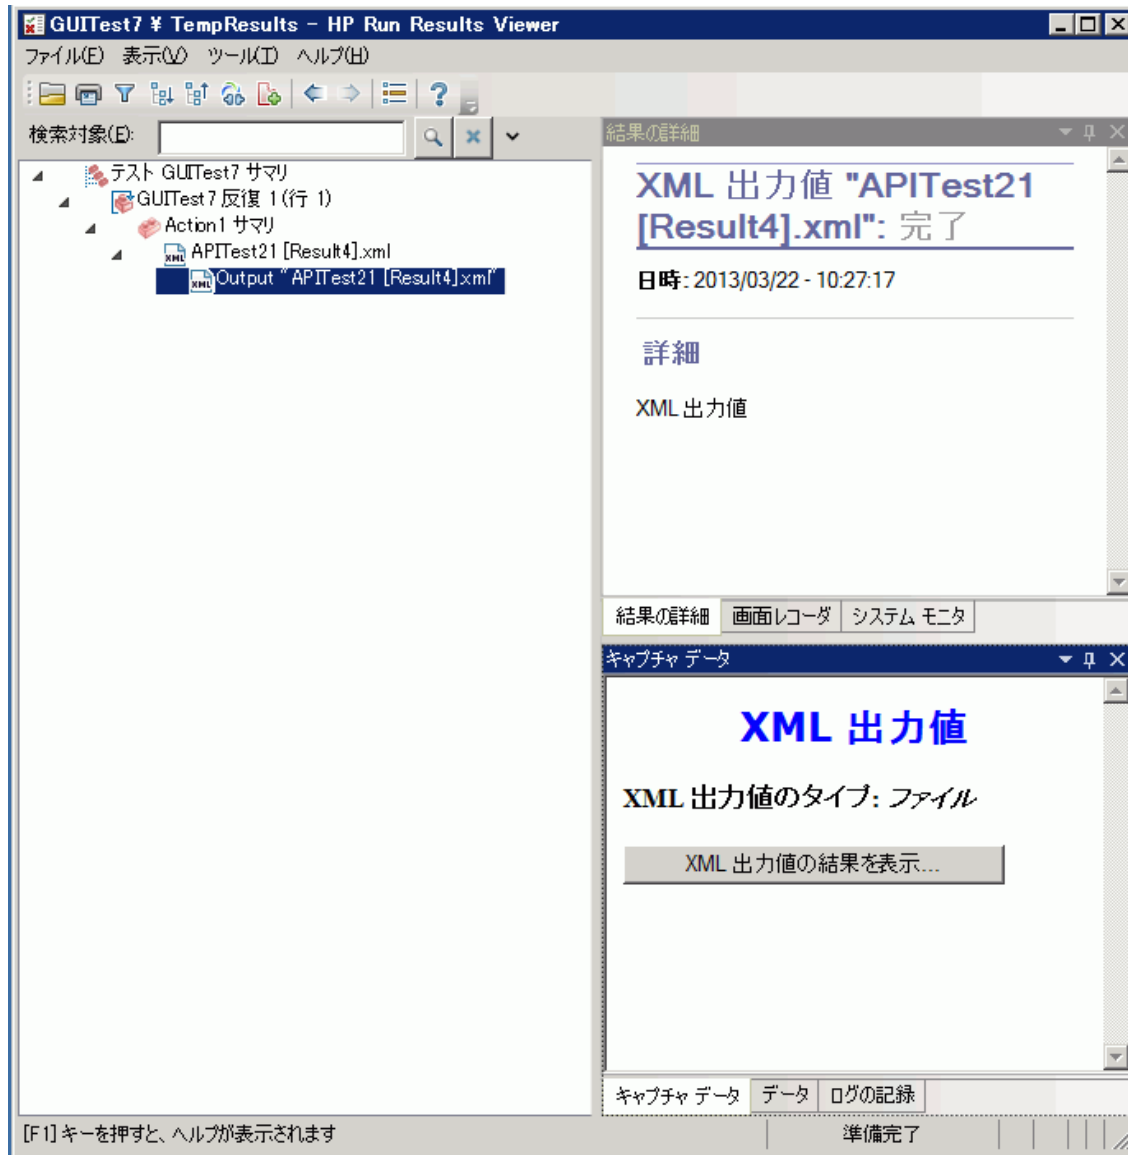 GUITest7 ¥ TempResults - HP Run Results Viewer
ファイル(F) 表示(V) ツール(T) ヘルプ(H)
検索対象(E):
テスト GUITest7 サマリ
GUITest7 反復 1 (行 1)
Action1 サマリ
APITest21 [Result4].xml
Output "APITest21 [Result4].xml"
結果の詳細
XML 出力値 "APITest21
[Result4].xml": 完了
日時: 2013/03/22 - 10:27:17
詳細
XML 出力値
結果の詳細 画面レコーダ システム モニタ
キャプチャ データ
XML 出力値
XML 出力値のタイプ: ファイル
XML 出力値の結果を表示...
キャプチャ データ データ ログの記録
[F1] キーを押すと、ヘルプが表示されます 準備完了